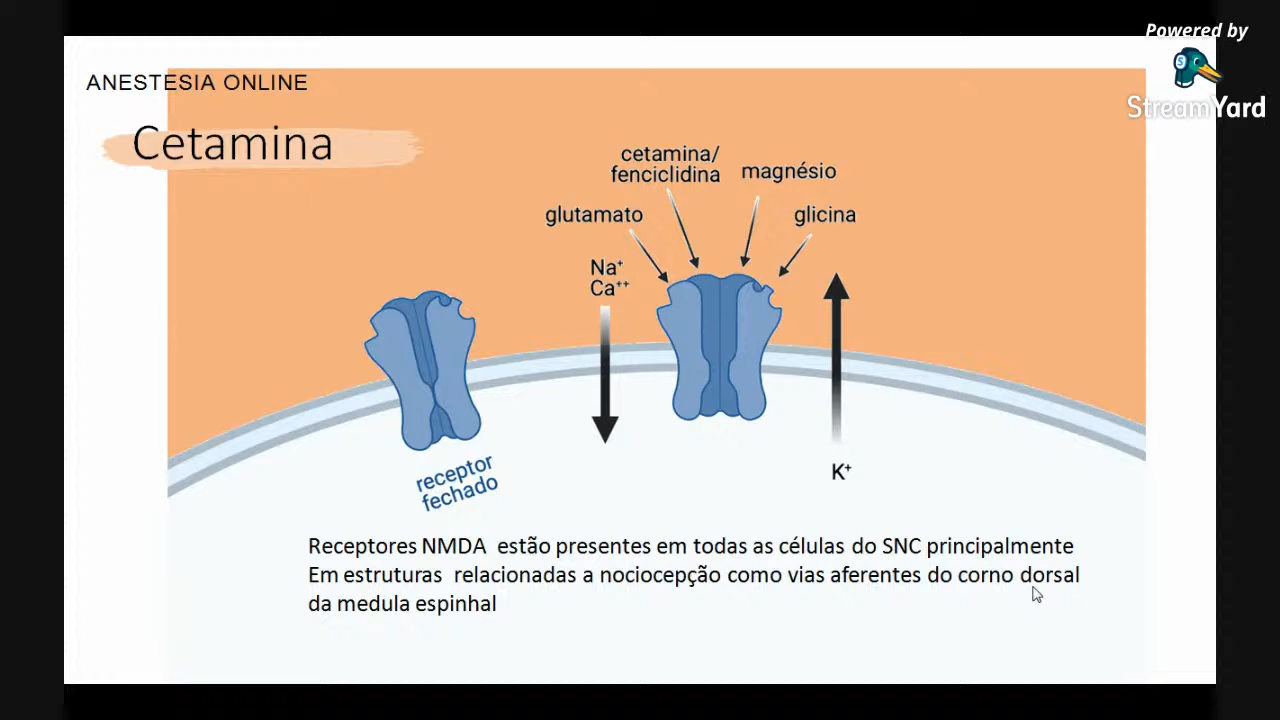 Powered by
StreamYard
ANESTESIA ONLINE
Cetamina
cetamina/
fenciclidina
magnésio
glutamato
glicina
Na⁺
Ca⁺⁺
K⁺
receptor
fechado
Receptores NMDA estão presentes em todas as células do SNC principalmente
Em estruturas relacionadas a nociocepção como vias aferentes do corno dorsal
da medula espinhal